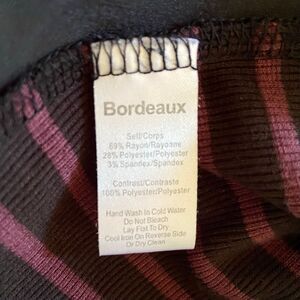 Bordeaux
Self/Corps
69% Rayon/Rayonne
28% Polyester/Polyester
3% Spandex/Spandex
Contrast/Contraste
100% Polyester/Polyester
Hand Wash In Cold Water
Do Not Bleach
Lay Flat To Dry
Cool Iron On Reverse Side
Or Dry Clean